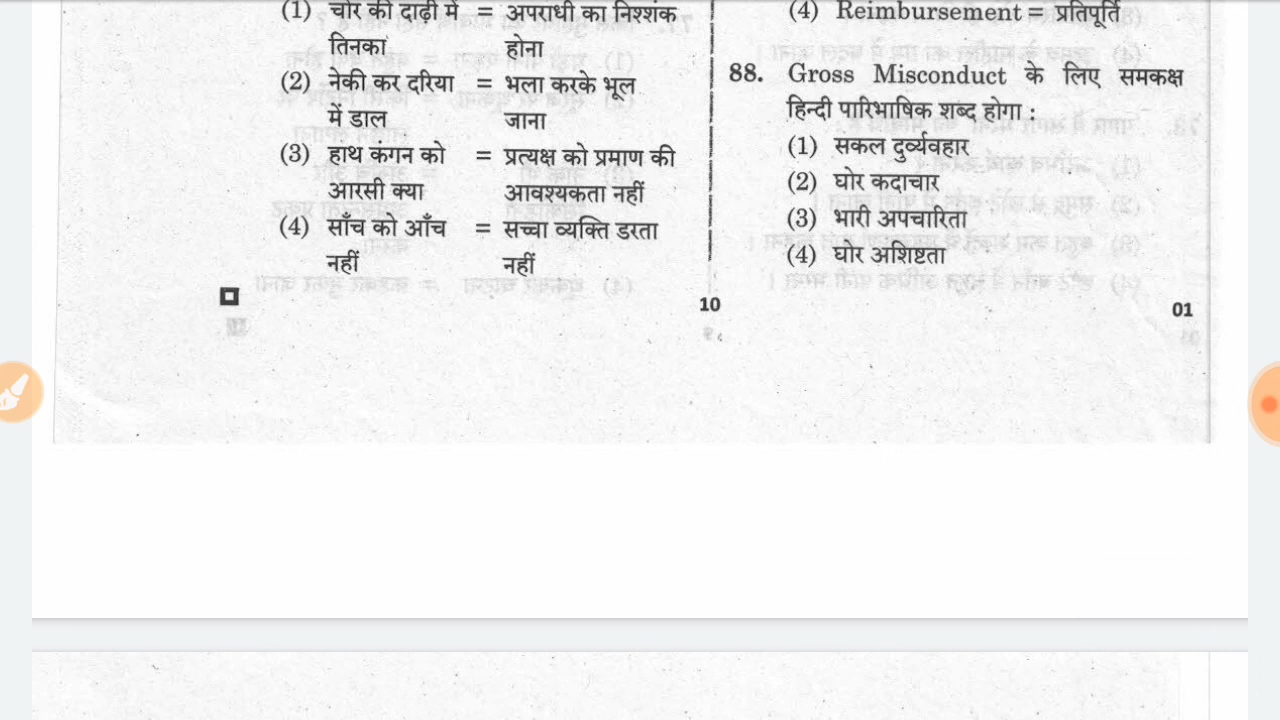 (1) चोर की दाढ़ी में = अपराधी का निश्शंक
तिनका होना
(2) नेकी कर दरिया = भला करके भूल
में डाल जाना
(3) हाथ कंगन को = प्रत्यक्ष को प्रमाण की
आरसी क्या आवश्यकता नहीं
(4) साँच को आँच = सच्चा व्यक्ति डरता
नहीं नहीं
(4) Reimbursement = प्रतिपूर्ति
88. Gross Misconduct के लिए समकक्ष
हिन्दी पारिभाषिक शब्द होगा :
(1) सकल दुर्व्यवहार
(2) घोर कदाचार
(3) भारी अपचारिता
(4) घोर अशिष्टता
10
01